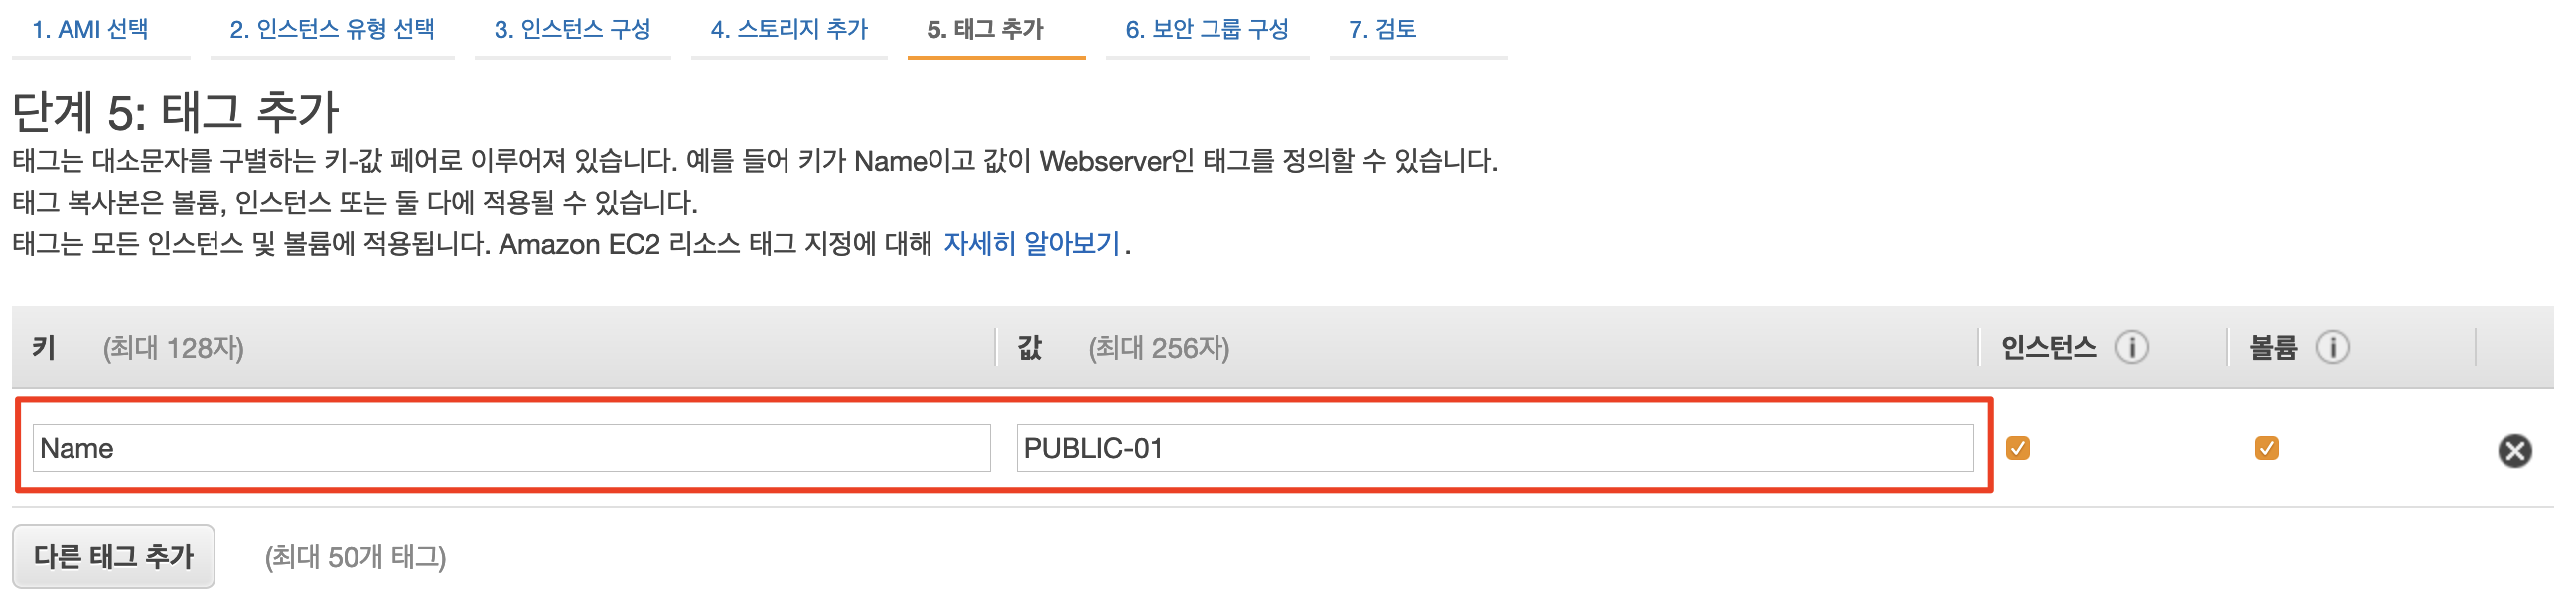 1. AMI 선택 2. 인스턴스 유형 선택 3. 인스턴스 구성 4. 스토리지 추가 5. 태그 추가 6. 보안 그룹 구성 7. 검토
단계 5: 태그 추가
태그는 대소문자를 구별하는 키-값 페어로 이루어져 있습니다. 예를 들어 키가 Name이고 값이 Webserver인 태그를 정의할 수 있습니다.
태그 복사본은 볼륨, 인스턴스 또는 둘 다에 적용될 수 있습니다.
태그는 모든 인스턴스 및 볼륨에 적용됩니다. Amazon EC2 리소스 태그 지정에 대해 자세히 알아보기.
키 (최대 128자) 값 (최대 256자) 인스턴스 볼륨
Name PUBLIC-01
다른 태그 추가 (최대 50개 태그)